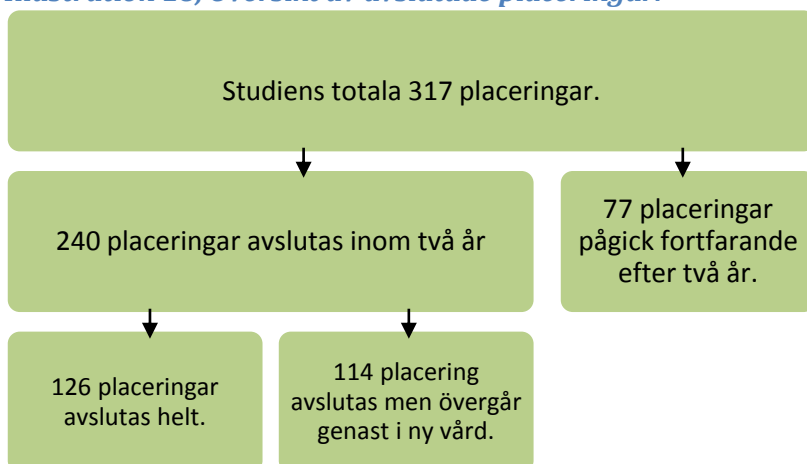 Studiens totala 317 placeringar.
240 placeringar avslutas inom två år
77 placeringar
pågick fortfarande
efter två år.
126 placeringar
avslutas helt.
114 placering
avslutas men övergår
genast i ny vård.